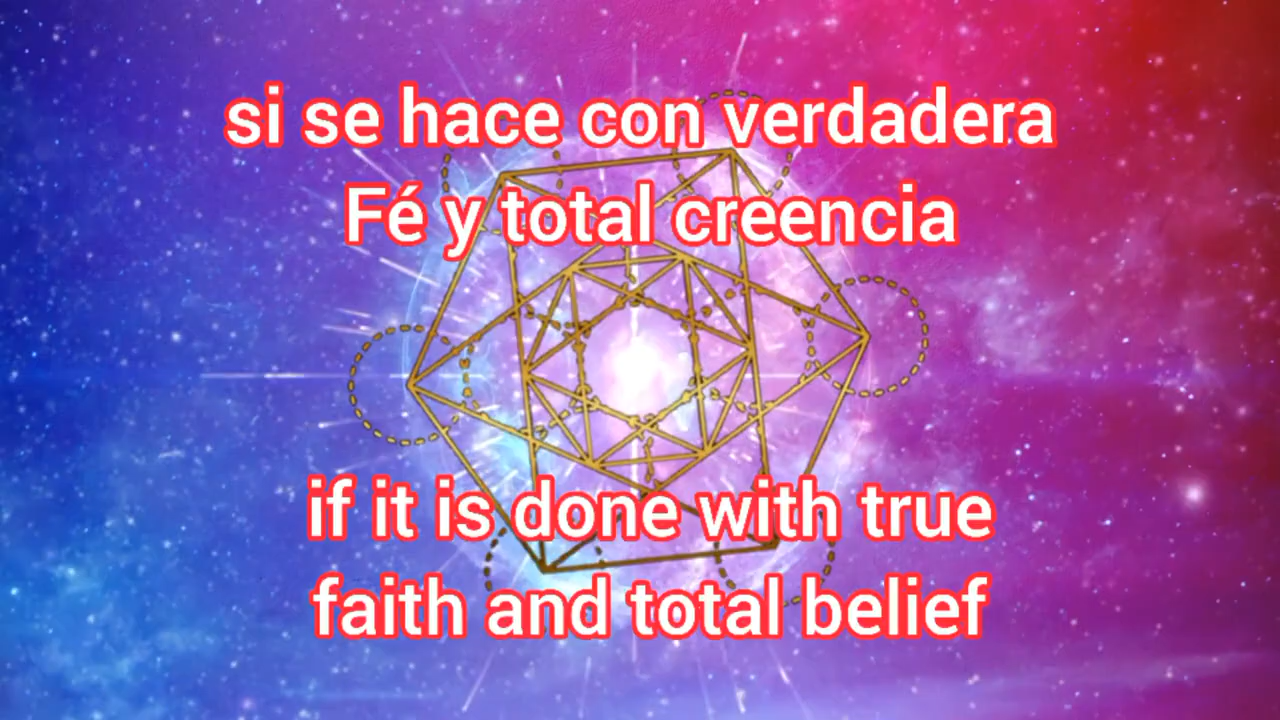 si se hace con verdadera
Fé y total creencia
if it is done with true
faith and total belief